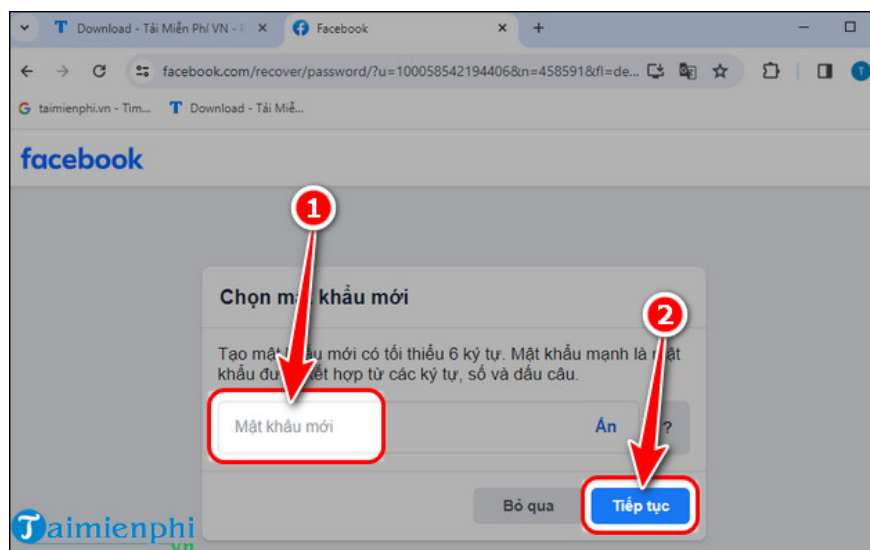 Download - Tải Miễn Phí VN - P
Facebook
facebook.com/recover/password/?u=100058542194406&n=458591&fl=de...
T
G taimienphi.vn - Tìm...
T Download - Tải Miễ...
facebook
1
Chọn mật khẩu mới
2
Tạo mật khẩu mới có tối thiểu 6 ký tự. Mật khẩu mạnh là mật
khẩu được kết hợp từ các ký tự, số và dấu câu.
Mật khẩu mới
Ẩn
?
Bỏ qua
Tiếp tục
Taimienphi
vn